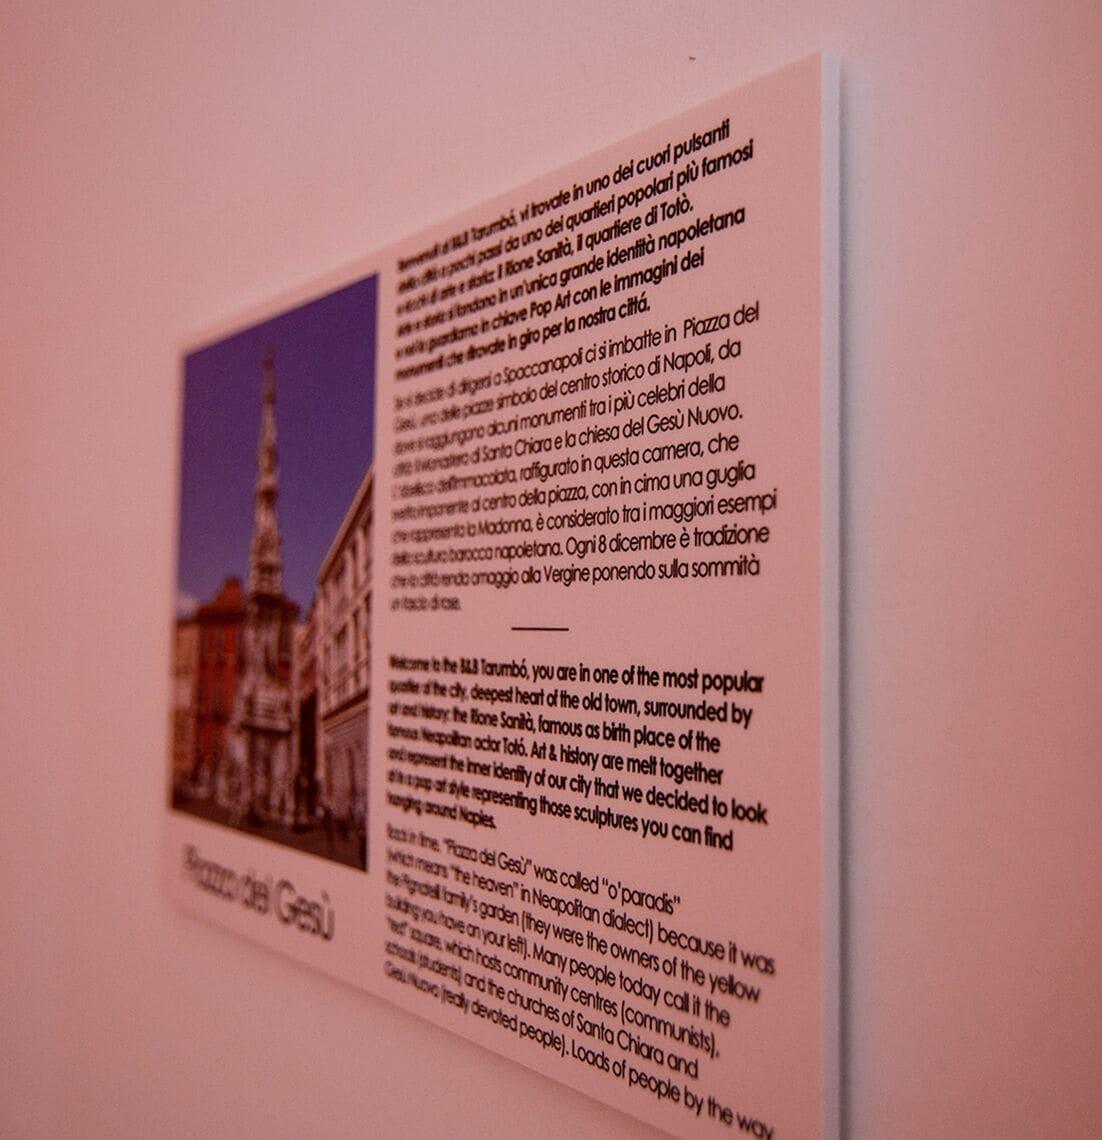 Benvenuti al B&B Tarumbó, vi trovate in uno dei cuori pulsanti
della città a pochi passi da uno dei quartieri popolari più famosi
e ricchi di arte e storia: il Rione Sanità, il quartiere di Totò.
Arte e storia si fondono in un'unica grande identità napoletana
e noi la guardiamo in chiave Pop Art con le immagini dei
monumenti che ritrovate in giro per la nostra cittá.
Se si decide di dirigersi a Spaccanapoli ci si imbatte in Piazza del
Gesù, una delle piazze simbolo del centro storico di Napoli, da
dove si raggiungono alcuni monumenti tra i più celebri della
città: il Monastero di Santa Chiara e la chiesa del Gesù Nuovo.
L'obelisco dell'Immacolata, raffigurato in questa camera, che
svetta imponente al centro della piazza, con in cima una guglia
che rappresenta la Madonna, è considerato tra i maggiori esempi
della scultura barocca napoletana. Ogni 8 dicembre è tradizione
che la città renda omaggio alla Vergine ponendo sulla sommità
un fascio di rose.
Welcome to the B&B Tarumbó, you are in one of the most popular
quarter of the city, deepest heart of the old town, surrounded by
art and history: the Rione Sanità, famous as birth place of the
famous Neapolitan actor Totó. Art & history are melt together
and represent the inner identity of our city that we decided to look
at in a pop art style representing those sculptures you can find
hanging around Naples.
Back in time, "Piazza del Gesù" was called "o'paradis"
(which means "the heaven" in Neapolitan dialect) because it was
the Pignatelli family's garden (they were the owners of the yellow
building you have on your left). Many people today call it the
"red" square, which hosts community centres (communists),
schools (students) and the churches of Santa Chiara and
Gesù Nuovo (really devoted people). Loads of people by the way
Piazza del Gesù